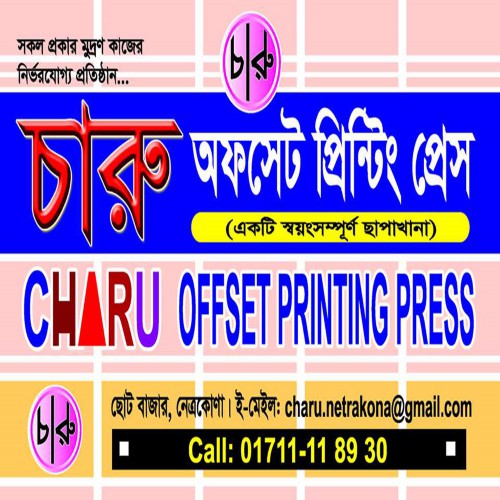 সকল প্রকার মুদ্রণ কাজের
নির্ভরযোগ্য প্রতিষ্ঠান...
চারু
চারু অফসেট প্রিন্টিং প্রেস
(একটি স্বয়ংসম্পূর্ণ ছাপাখানা)
CHARU OFFSET PRINTING PRESS
চারু
ছোট বাজার, নেত্রকোণা। ই-মেইল: charu.netrakona@gmail.com
Call: 01711-11 89 30